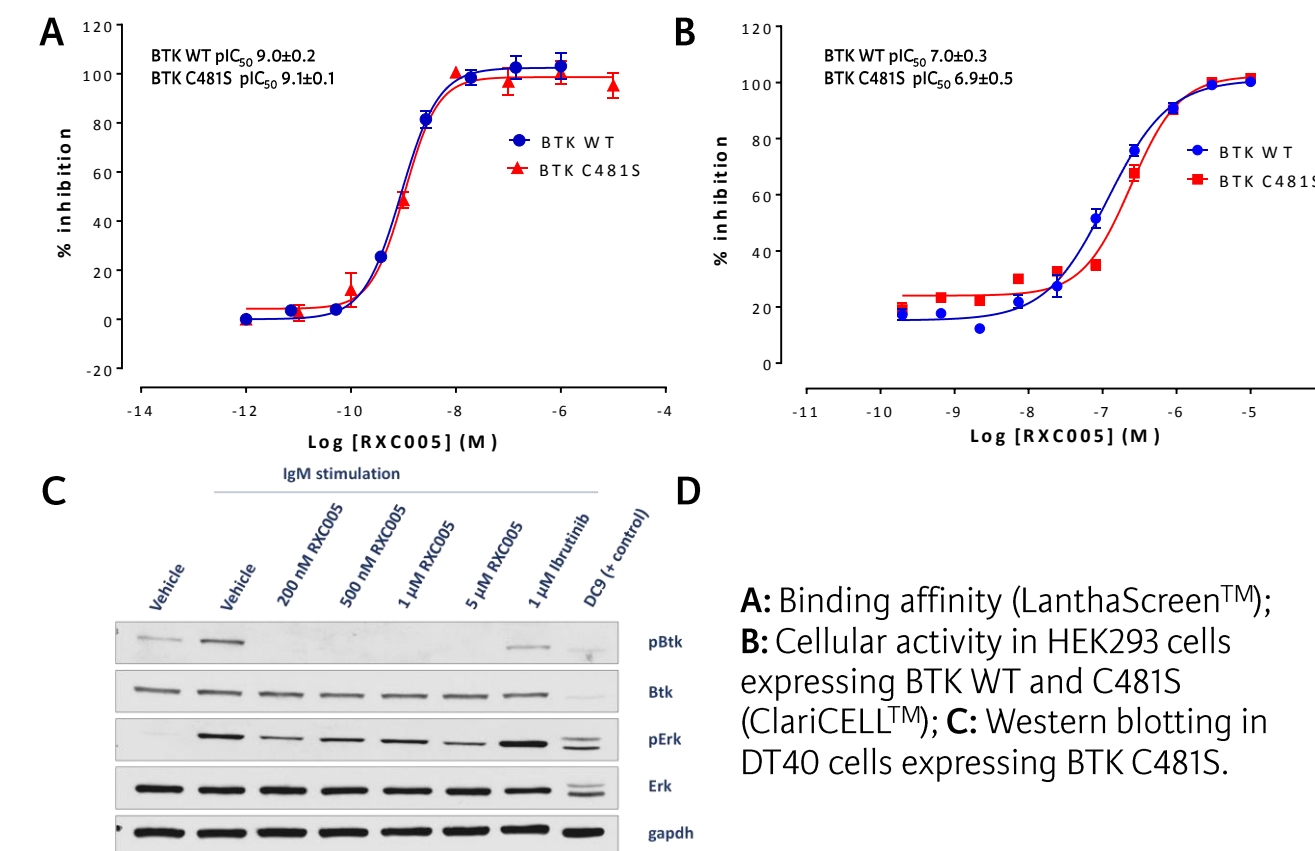 A
BTK WT pIC50 9.0±0.2
BTK C481S pIC50 9.1±0.1
120
100
80
60
40
20
0
-20
% inhibition
BTK WT
BTK C481S
-14
-12
-10
-8
-6
-4
Log [RXC005] (M)
B
BTK WT pIC50 7.0±0.3
BTK C481S pIC50 6.9±0.5
120
100
80
60
40
20
0
% inhibition
BTK WT
BTK C481S
-11
-10
-9
-8
-7
-6
-5
Log [RXC005] (M)
C
IgM stimulation
Vehicle
Vehicle
200 nM RXC005
500 nM RXC005
1 µM RXC005
5 µM RXC005
1 µM Ibrutinib
DC9 (+ control)
pBtk
Btk
pErk
Erk
gapdh
D
A: Binding affinity (LanthaScreen™);
B: Cellular activity in HEK293 cells
expressing BTK WT and C481S
(ClariCELL™); C: Western blotting in
DT40 cells expressing BTK C481S.